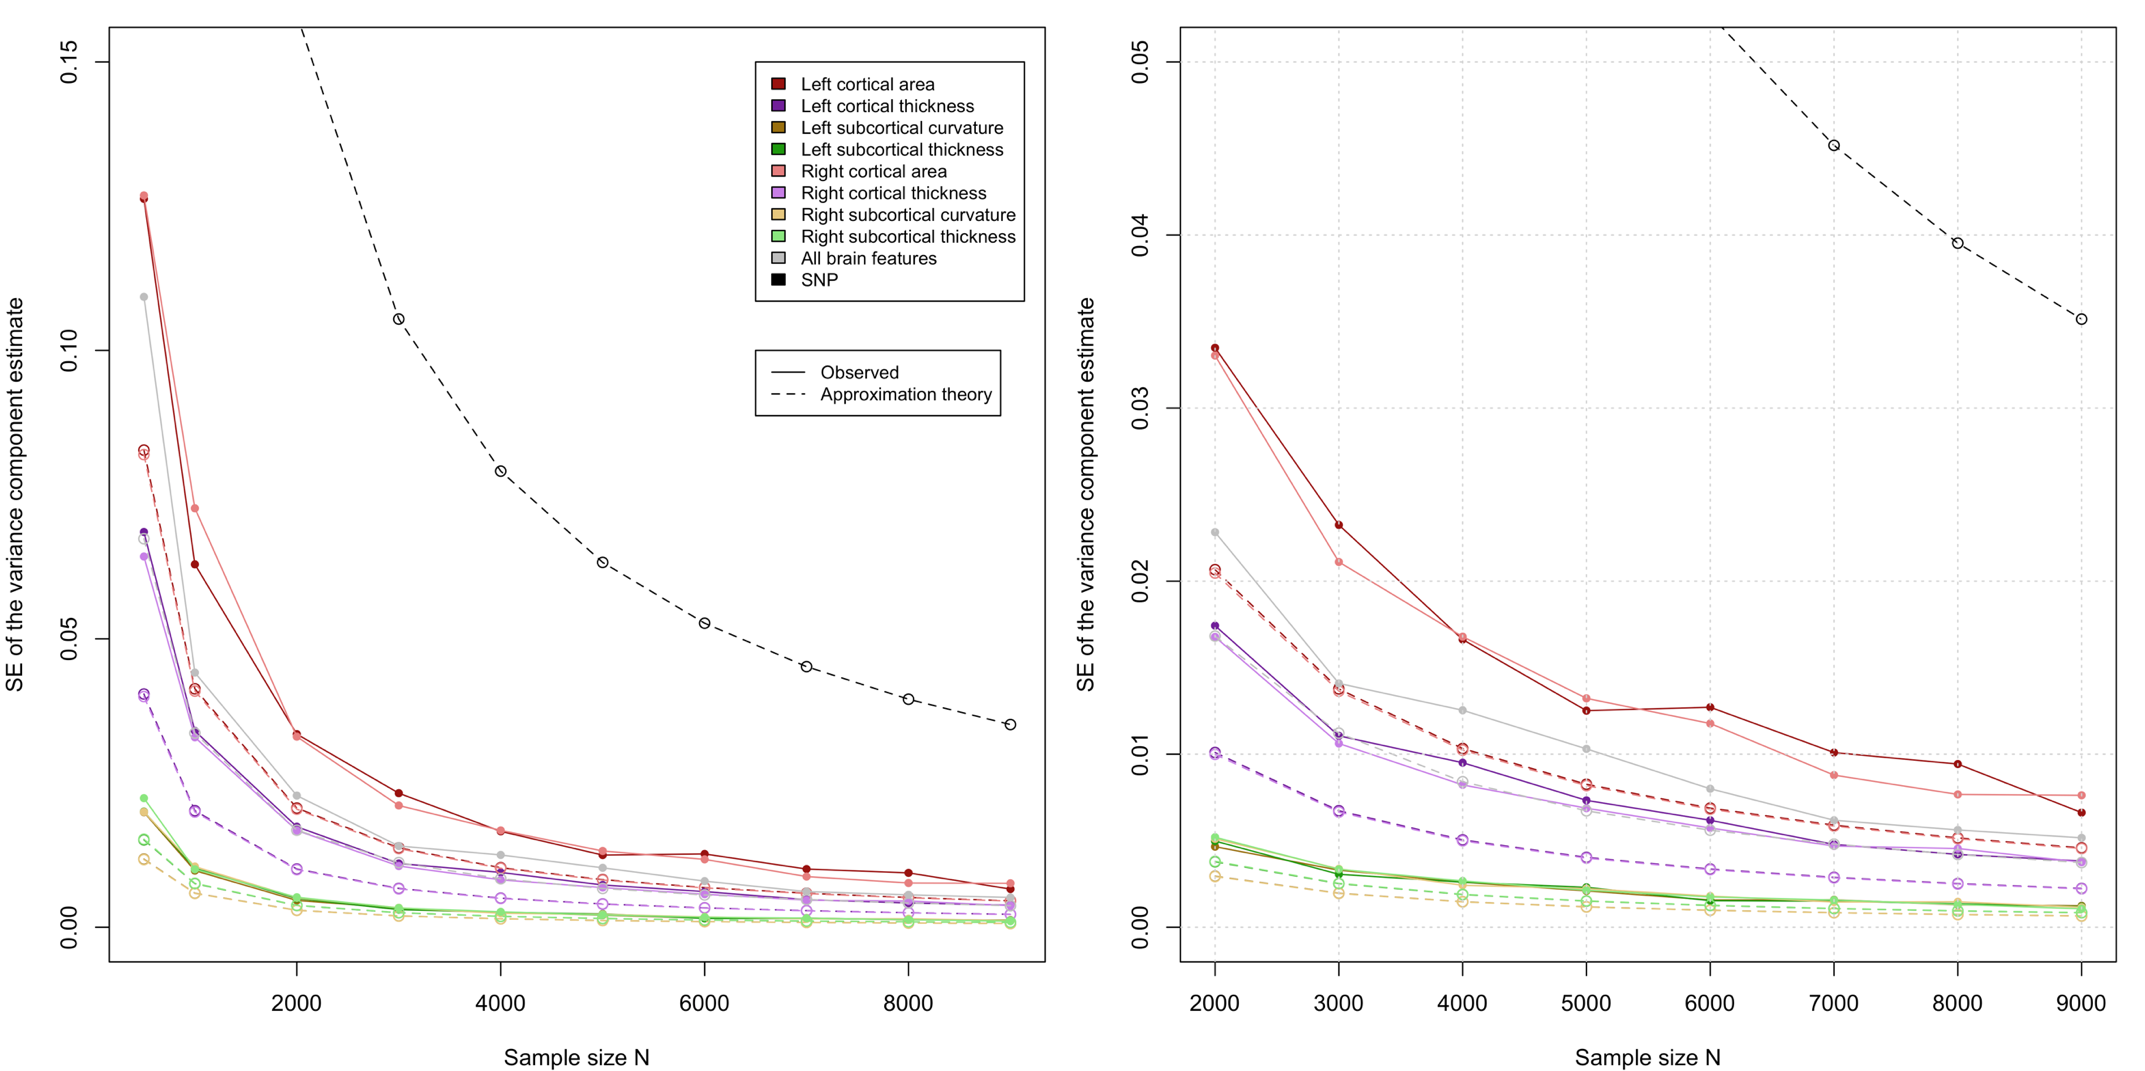 SE of the variance component estimate
0.15
0.10
0.05
0.00
2000
4000
6000
8000
Sample size N
Left cortical area
Left cortical thickness
Left subcortical curvature
Left subcortical thickness
Right cortical area
Right cortical thickness
Right subcortical curvature
Right subcortical thickness
All brain features
SNP
Observed
Approximation theory
SE of the variance component estimate
0.05
0.04
0.03
0.02
0.01
0.00
2000
3000
4000
5000
6000
7000
8000
9000
Sample size N